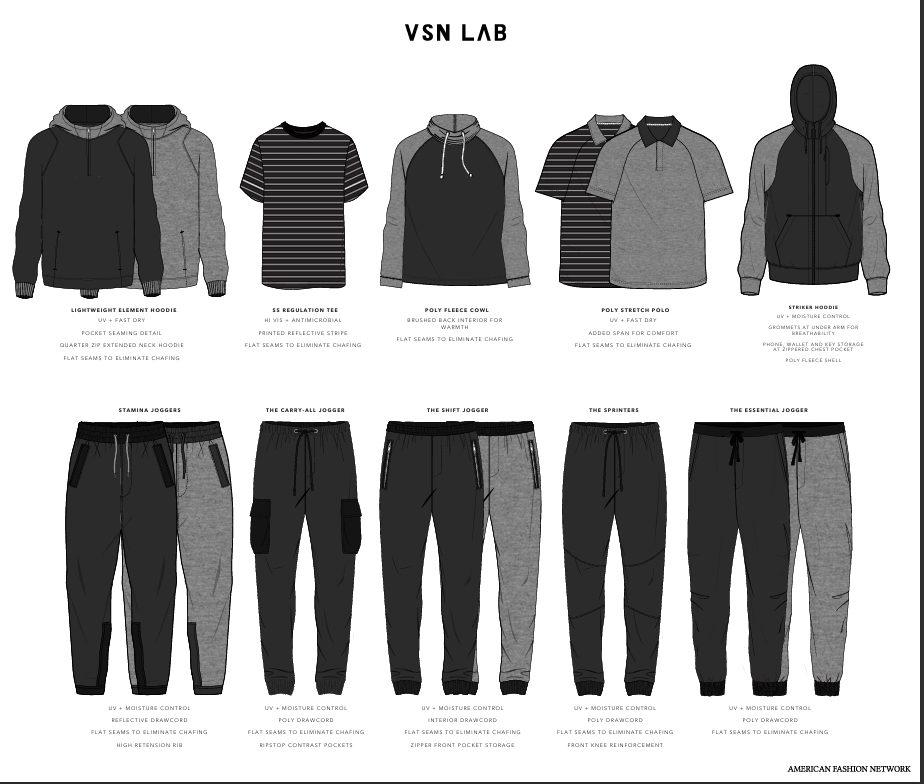 VSN LAB
LIGHTWEIGHT ELEMENT HOODIE
UV + FAST DRY
POCKET SEAMING DETAIL
QUARTER ZIP EXTENDED NECK HOODIE
FLAT SEAMS TO ELIMINATE CHAFING
SS REGULATION TEE
HI VIS + ANTIMICROBIAL
PRINTED REFLECTIVE STRIPE
FLAT SEAMS TO ELIMINATE CHAFING
POLY FLEECE COWL
BRUSHED BACK INTERIOR FOR
WARMTH
FLAT SEAMS TO ELIMINATE CHAFING
POLY STRETCH POLO
UV + FAST DRY
ADDED SPAN FOR COMFORT
FLAT SEAMS TO ELIMINATE CHAFING
STRIKER HOODIE
UV + MOISTURE CONTROL
GROMMETS AT UNDER ARM FOR
BREATHABILITY
PHONE, WALLET AND KEY STORAGE
AT ZIPPERED CHEST POCKET
POLY FLEECE SHELL
STAMINA JOGGERS
UV + MOISTURE CONTROL
REFLECTIVE DRAWCORD
FLAT SEAMS TO ELIMINATE CHAFING
HIGH RETENSION RIB
THE CARRY-ALL JOGGER
UV + MOISTURE CONTROL
POLY DRAWCORD
FLAT SEAMS TO ELIMINATE CHAFING
RIPSTOP CONTRAST POCKETS
THE SHIFT JOGGER
UV + MOISTURE CONTROL
INTERIOR DRAWCORD
FLAT SEAMS TO ELIMINATE CHAFING
ZIPPER FRONT POCKET STORAGE
THE SPRINTERS
UV + MOISTURE CONTROL
POLY DRAWCORD
FLAT SEAMS TO ELIMINATE CHAFING
FRONT KNEE REINFORCEMENT
THE ESSENTIAL JOGGER
UV + MOISTURE CONTROL
POLY DRAWCORD
FLAT SEAMS TO ELIMINATE CHAFING
AMERICAN FASHION NETWORK